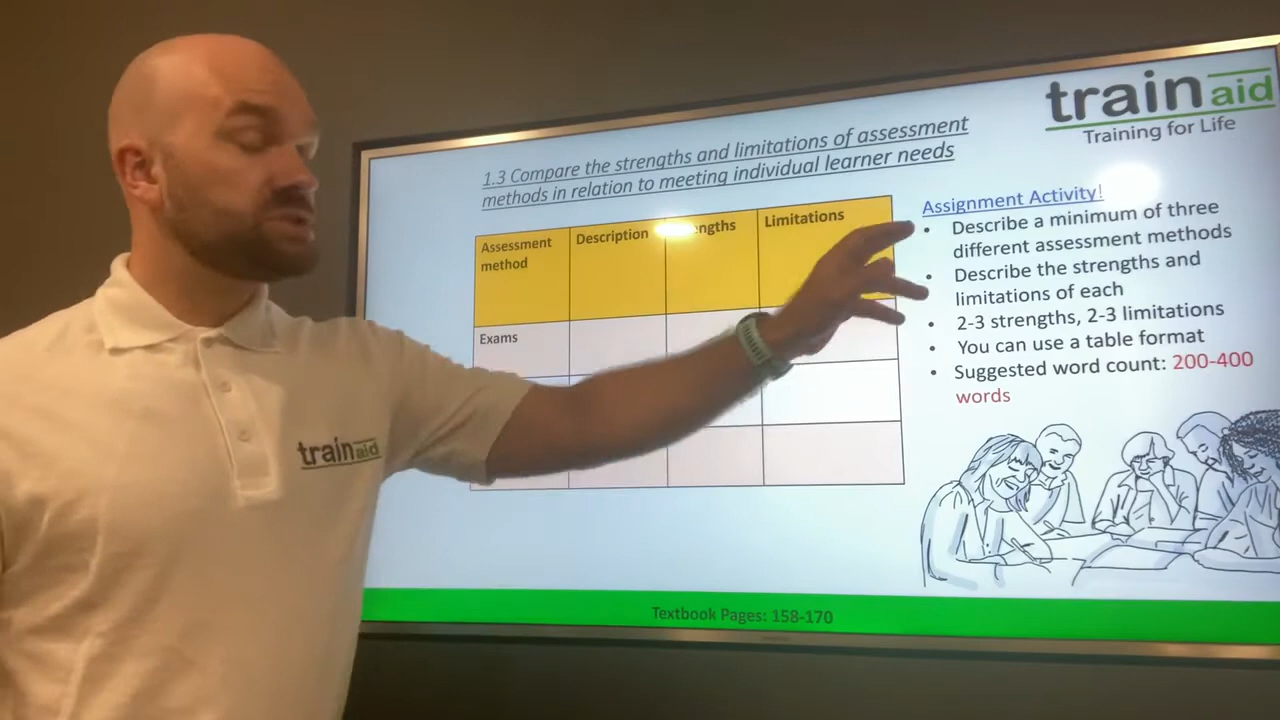 train aid
Training for Life
1.3 Compare the strengths and limitations of assessment
methods in relation to meeting individual learner needs
Assessment
method
Description
Limitations
Exams
Assignment Activity!
• Describe a minimum of three
different assessment methods
• Describe the strengths and
limitations of each
• 2-3 strengths, 2-3 limitations
• You can use a table format
• Suggested word count: 200-400
words
train aid
Textbook Pages: 158-170